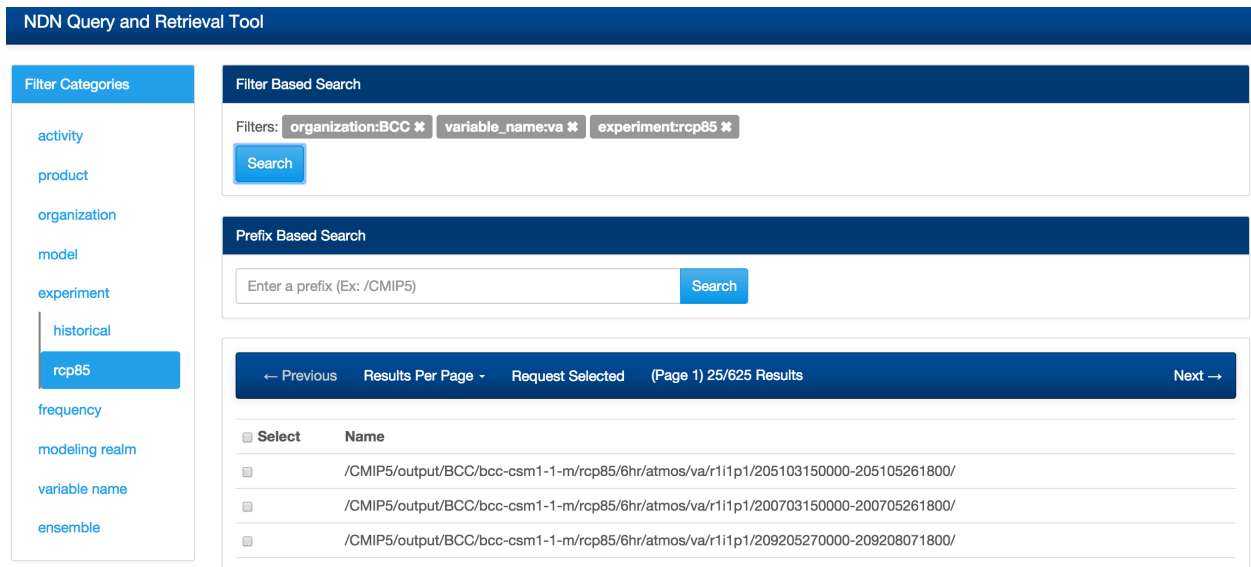 NDN Query and Retrieval Tool
Filter Categories
activity
product
organization
model
experiment
historical
rcp85
frequency
modeling realm
variable name
ensemble
Filter Based Search
Filters: organization:BCC ✖ variable_name:va ✖ experiment:rcp85 ✖
Search
Prefix Based Search
Enter a prefix (Ex: /CMIP5) Search
← Previous Results Per Page Request Selected (Page 1) 25/625 Results Next →
Select Name
/CMIP5/output/BCC/bcc-csm1-1-m/rcp85/6hr/atmos/va/r1i1p1/205103150000-205105261800/
/CMIP5/output/BCC/bcc-csm1-1-m/rcp85/6hr/atmos/va/r1i1p1/200703150000-200705261800/
/CMIP5/output/BCC/bcc-csm1-1-m/rcp85/6hr/atmos/va/r1i1p1/209205270000-209208071800/